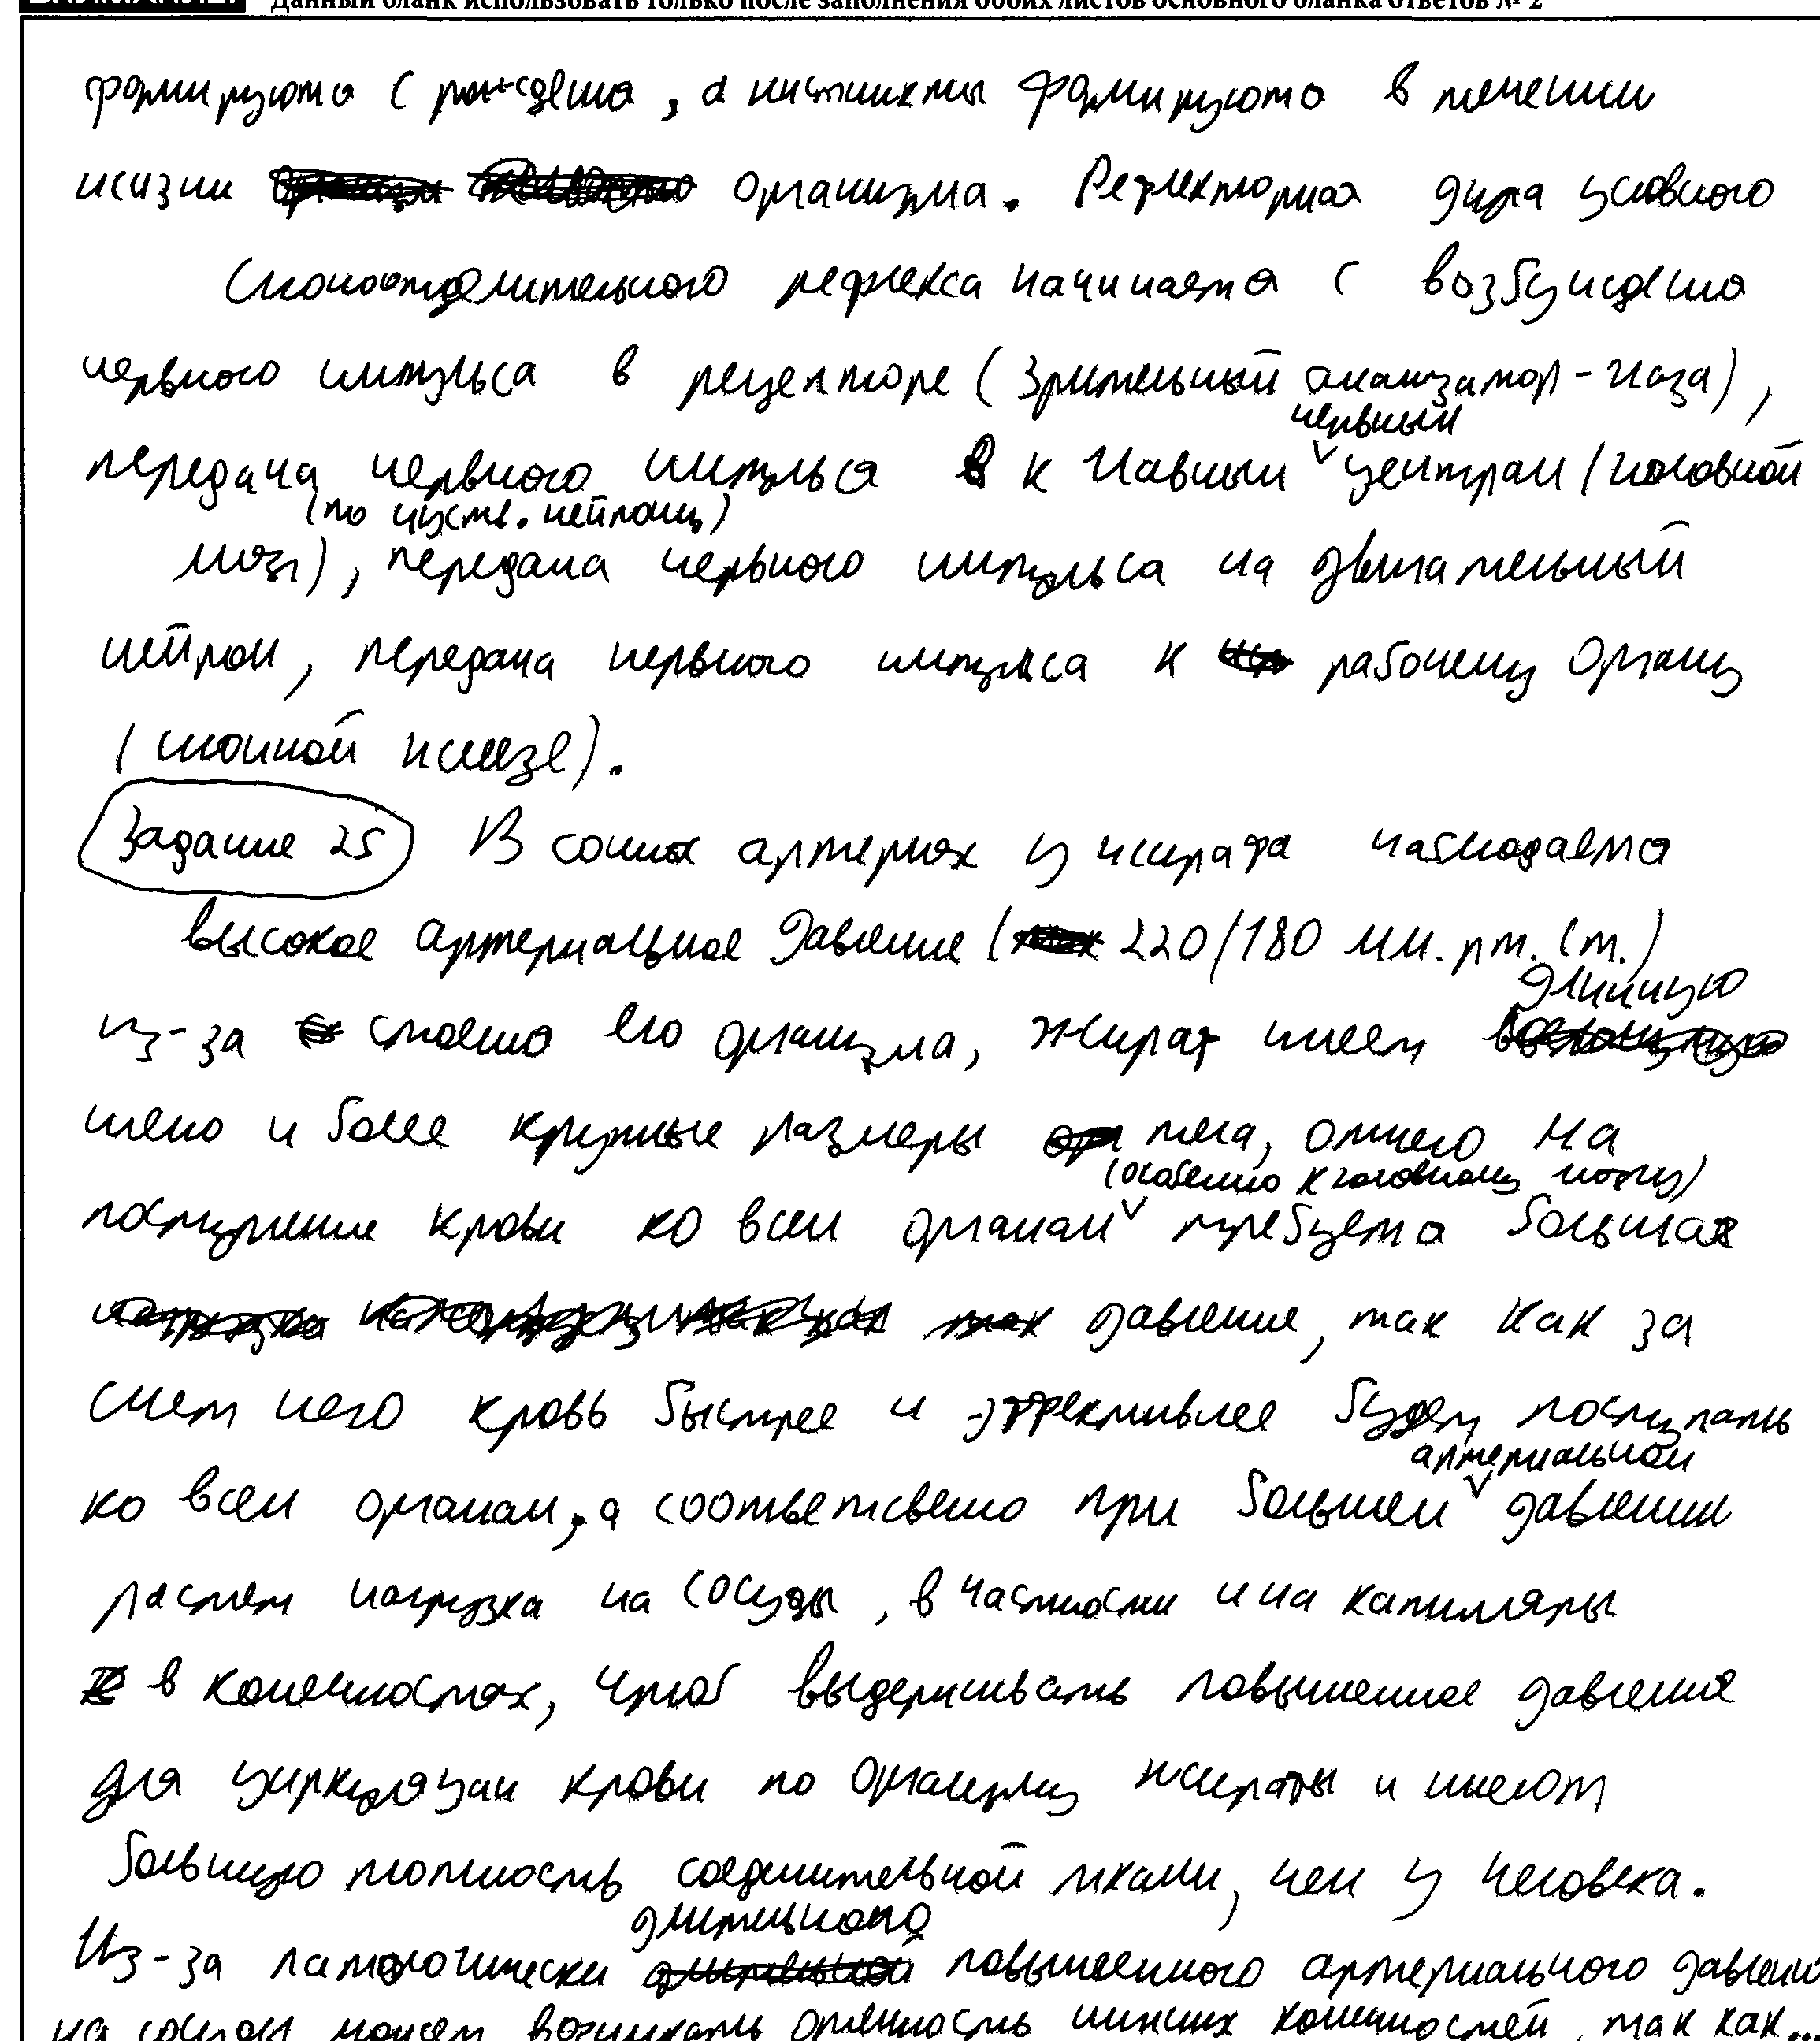 ВНИМАНИЕ! Данный бланк использовать только после заполнения обоих листов основного бланка ответов № 2
формируются с рождения, а инстинкты формируются в течении
жизни организма. Рефлекторная дуга условного
слюноотделительного рефлекса начинается с возбуждения
нервного импульса в рецепторе (зрительный анализатор - глаза),
нервным
передача нервного импульса к главным центрам (головной
(по чувств. нейрону)
мозг), передача нервного импульса на двигательный
нейрон, передача нервного импульса к рабочему органу
(слюнной железе).
Задание 25 В сонных артериях у жирафа наблюдается
высокое артериальное давление (220/180 мм. рт. ст.)
длинную
из-за строения его организма, жираф имеет
шею и более крупные размеры тела, отчего на
(особенно к головному мозгу)
поступление крови ко всем органам требуется большая
давление, так как за
счет него кровь быстрее и эффективнее будет поступать
артериальном
ко всем органам, а соответсвено при большем давлении
растет нагрузка на сосуды, в частности и на капилляры
в конечностях, чтоб выдерживать повышенное давление
для циркуляции крови по организму жирафы и имеют
большую плотность соединительной ткани, чем у человека.
длительного
Из-за патологически повышенного артериального давления
на сосуды может возникать отечность нижних конечностей, так как...